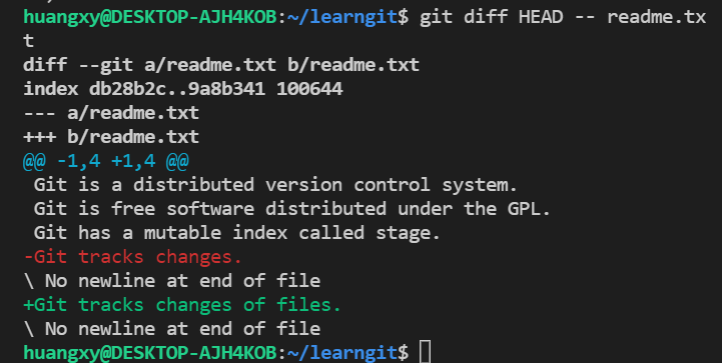 huangxy@DESKTOP-AJH4KOB:~/learngit$ git diff HEAD -- readme.tx
t
diff --git a/readme.txt b/readme.txt
index db28b2c..9a8b341 100644
--- a/readme.txt
+++ b/readme.txt
@@ -1,4 +1,4 @@
 Git is a distributed version control system.
 Git is free software distributed under the GPL.
 Git has a mutable index called stage.
-Git tracks changes.
\ No newline at end of file
+Git tracks changes of files.
\ No newline at end of file
huangxy@DESKTOP-AJH4KOB:~/learngit$